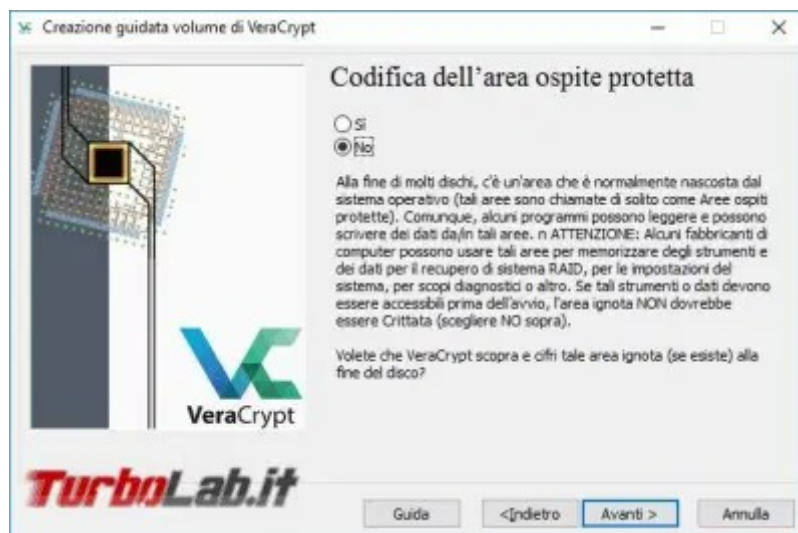 Creazione guidata volume di VeraCrypt
Codifica dell'area ospite protetta
Sì
No
Alla fine di molti dischi, c'è un'area che è normalmente nascosta dal
sistema operativo (tali aree sono chiamate di solito come Aree ospiti
protette). Comunque, alcuni programmi possono leggere e possono
scrivere dei dati da/in tali aree. n ATTENZIONE: Alcuni fabbricanti di
computer possono usare tali aree per memorizzare degli strumenti e
dei dati per il recupero di sistema RAID, per le impostazioni del
sistema, per scopi diagnostici o altro. Se tali strumenti o dati devono
essere accessibili prima dell'avvio, l'area ignota NON dovrebbe
essere Crittata (scegliere NO sopra).
Volete che VeraCrypt scopra e cifri tale area ignota (se esiste) alla
fine del disco?
VeraCrypt
TurboLab.it
Guida
<Indietro
Avanti >
Annulla